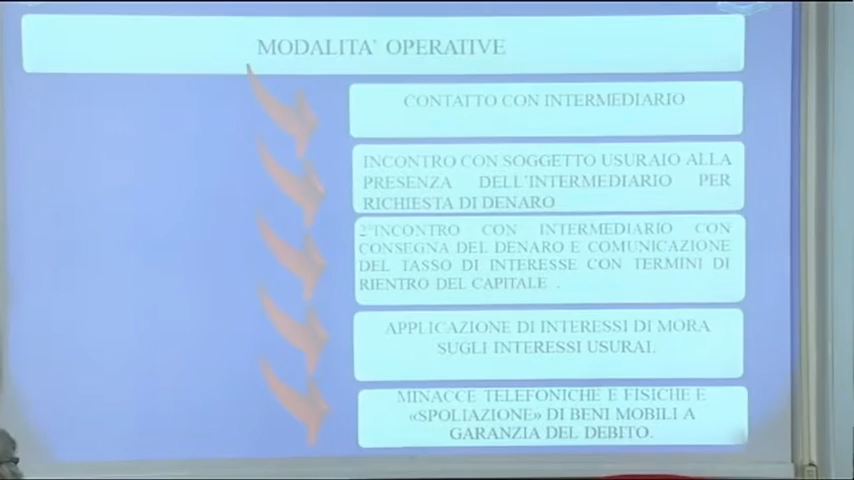 MODALITA' OPERATIVE
CONTATTO CON INTERMEDIARIO
INCONTRO CON SOGGETTO USURAIO ALLA
PRESENZA DELL'INTERMEDIARIO PER
RICHIESTA DI DENARO
2°INCONTRO CON INTERMEDIARIO CON
CONSEGNA DEL DENARO E COMUNICAZIONE
DEL TASSO DI INTERESSE CON TERMINI DI
RIENTRO DEL CAPITALE .
APPLICAZIONE DI INTERESSI DI MORA
SUGLI INTERESSI USURAI.
MINACCE TELEFONICHE E FISICHE E
«SPOLIAZIONE» DI BENI MOBILI A
GARANZIA DEL DEBITO.